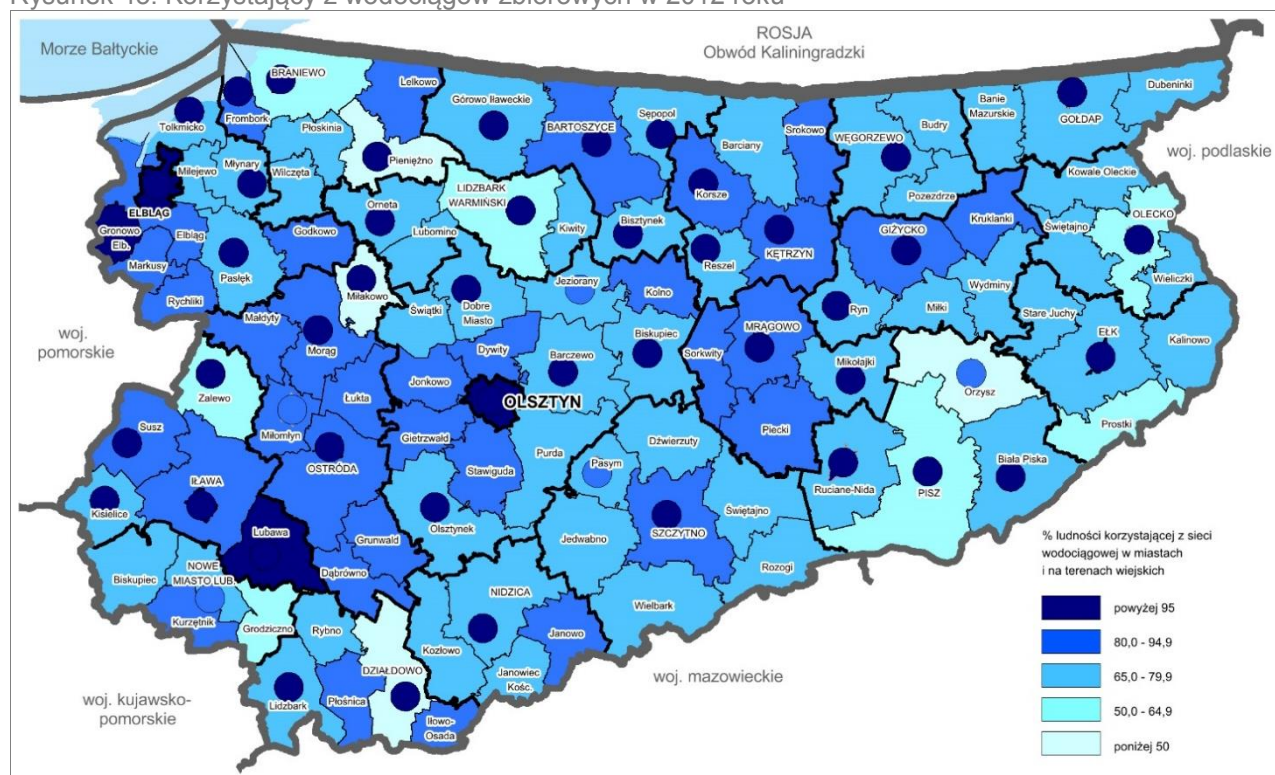 Rysunek 43. Korzystający z wodociągów zbiorowych w 2012 roku
Morze Bałtyckie
ROSJA
Obwód Kaliningradzki
BRANIEWO
Lelkowo
Frombork
Tolkmicko
Płoskinia
Górowo Iławeckie
BARTOSZYCE
Sępopol
Barciany
Srokowo
WĘGORZEWO
Budry
Banie
Mazurskie
GOŁDAP
Dubeninki
woj. podlaskie
Milejewo
Młynary
Wilczęta
Pieniężno
LIDZBARK
WARMIŃSKI
Korsze
Pozezdrze
Kowale Oleckie
ELBLĄG
Gronowo
Elb.
Elbląg
Markusy
Pasłęk
Godkowo
Orneta
Lubomino
Kiwity
Bisztynek
Reszel
KĘTRZYN
GIŻYCKO
Kruklanki
Świętajno
OLECKO
Wieliczki
Rychliki
Miłakowo
Małdyty
Morąg
Świątki
Dobre
Miasto
Jeziorany
Kolno
Ryn
Miłki
Wydminy
Stare Juchy
EŁK
Kalinowo
woj.
pomorskie
Zalewo
Łukta
Miłomłyn
Jonkowo
Dywity
Barczewo
Biskupiec
Sorkwity
MRĄGOWO
Mikołajki
Orzysz
Prostki
OLSZTYN
Susz
IŁAWA
OSTRÓDA
Gietrzwałd
Stawiguda
Purda
Pasym
Dźwierzuty
Piecki
Ruciane-Nida
PISZ
Biała Piska
Kisielice
Lubawa
Grunwald
Olsztynek
Jedwabno
SZCZYTNO
Świętajno
Rozogi
Biskupiec
NOWE
MIASTO LUB.
Kurzętnik
Grodziczno
Dąbrówno
Rybno
DZIAŁDOWO
NIDZICA
Kozłowo
Janowo
Janowiec
Kośc.
Wielbark
Lidzbark
Płośnica
Iłowo-
Osada
woj. kujawsko-
pomorskie
woj. mazowieckie
% ludności korzystającej z sieci
wodociągowej w miastach
i na terenach wiejskich
powyżej 95
80,0 - 94,9
65,0 - 79,9
50,0 - 64,9
poniżej 50